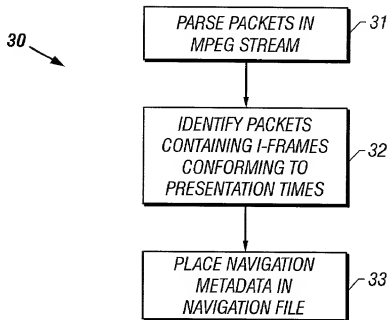 30
PARSE PACKETS IN
MPEG STREAM
31
IDENTIFY PACKETS
CONTAINING I-FRAMES
CONFORMING TO
PRESENTATION TIMES
32
PLACE NAVIGATION
METADATA IN
NAVIGATION FILE
33